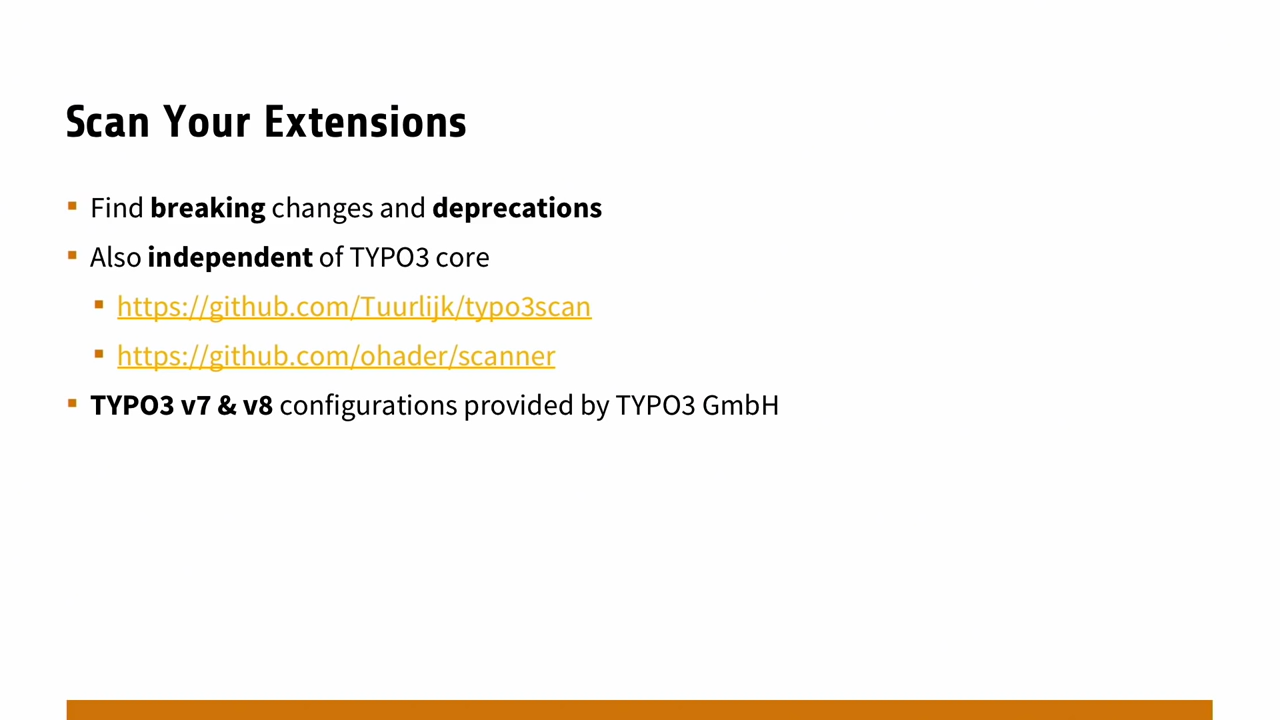 Scan Your Extensions
Find breaking changes and deprecations
Also independent of TYPO3 core
https://github.com/Tuurlijk/typo3scan
https://github.com/ohader/scanner
TYPO3 v7 & v8 configurations provided by TYPO3 GmbH